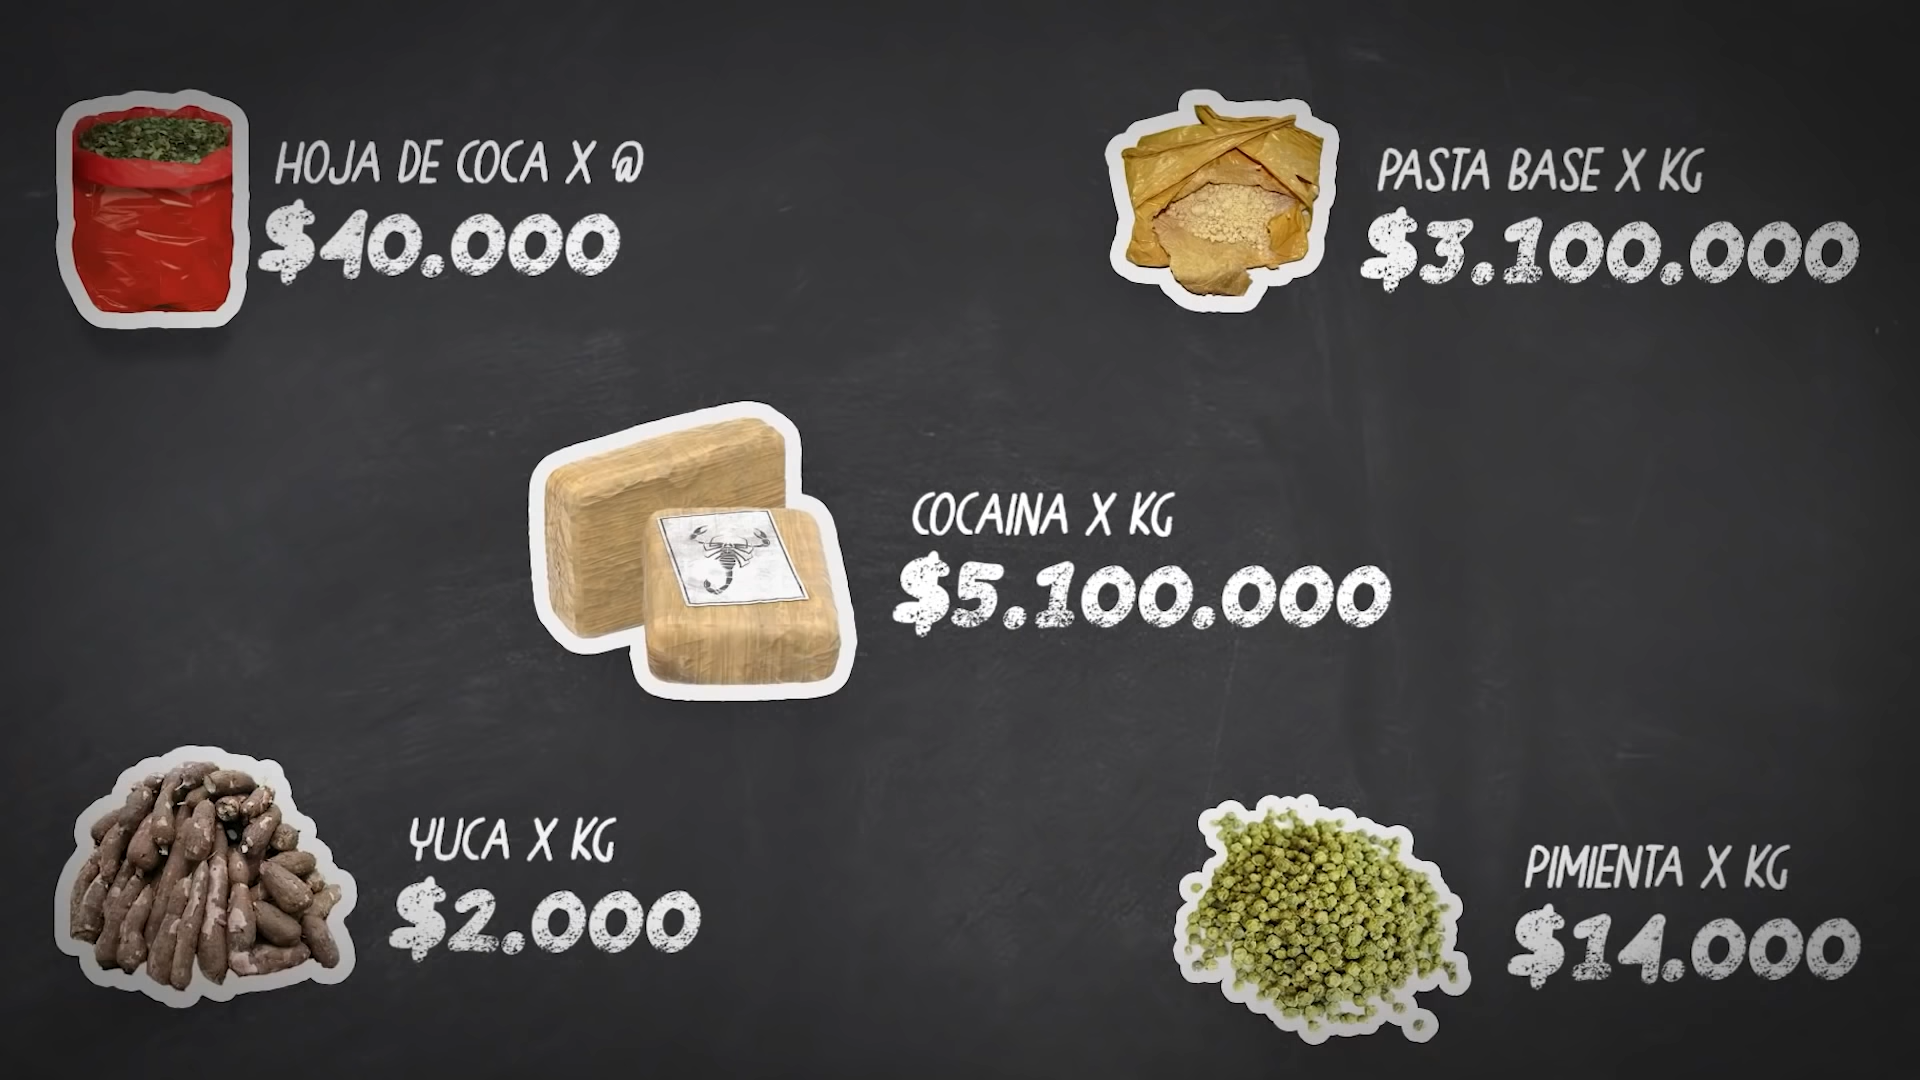 HOJA DE COCA X @
$40.000
PASTA BASE X KG
$3.100.000
COCAINA X KG
$5.100.000
YUCA X KG
$2.000
PIMIENTA X KG
$14.000